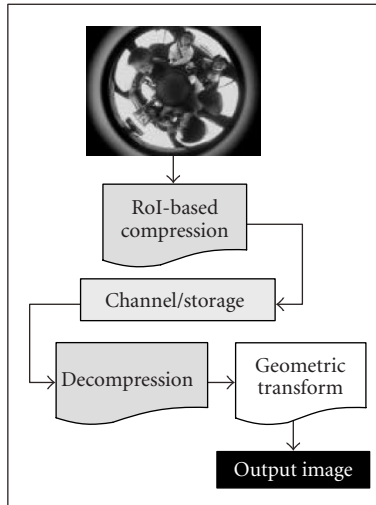 RoI-based
compression
Channel/storage
Decompression
Geometric
transform
Output image